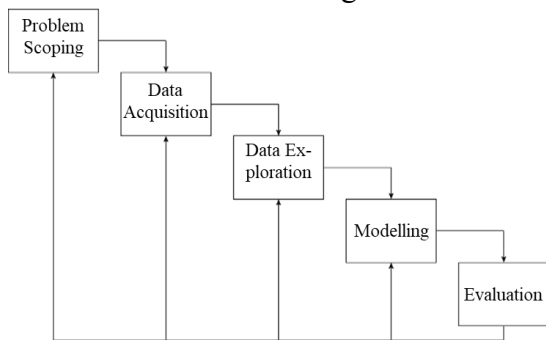 Problem
Scoping
Data
Acquisition
Data Ex-
ploration
Modelling
Evaluation